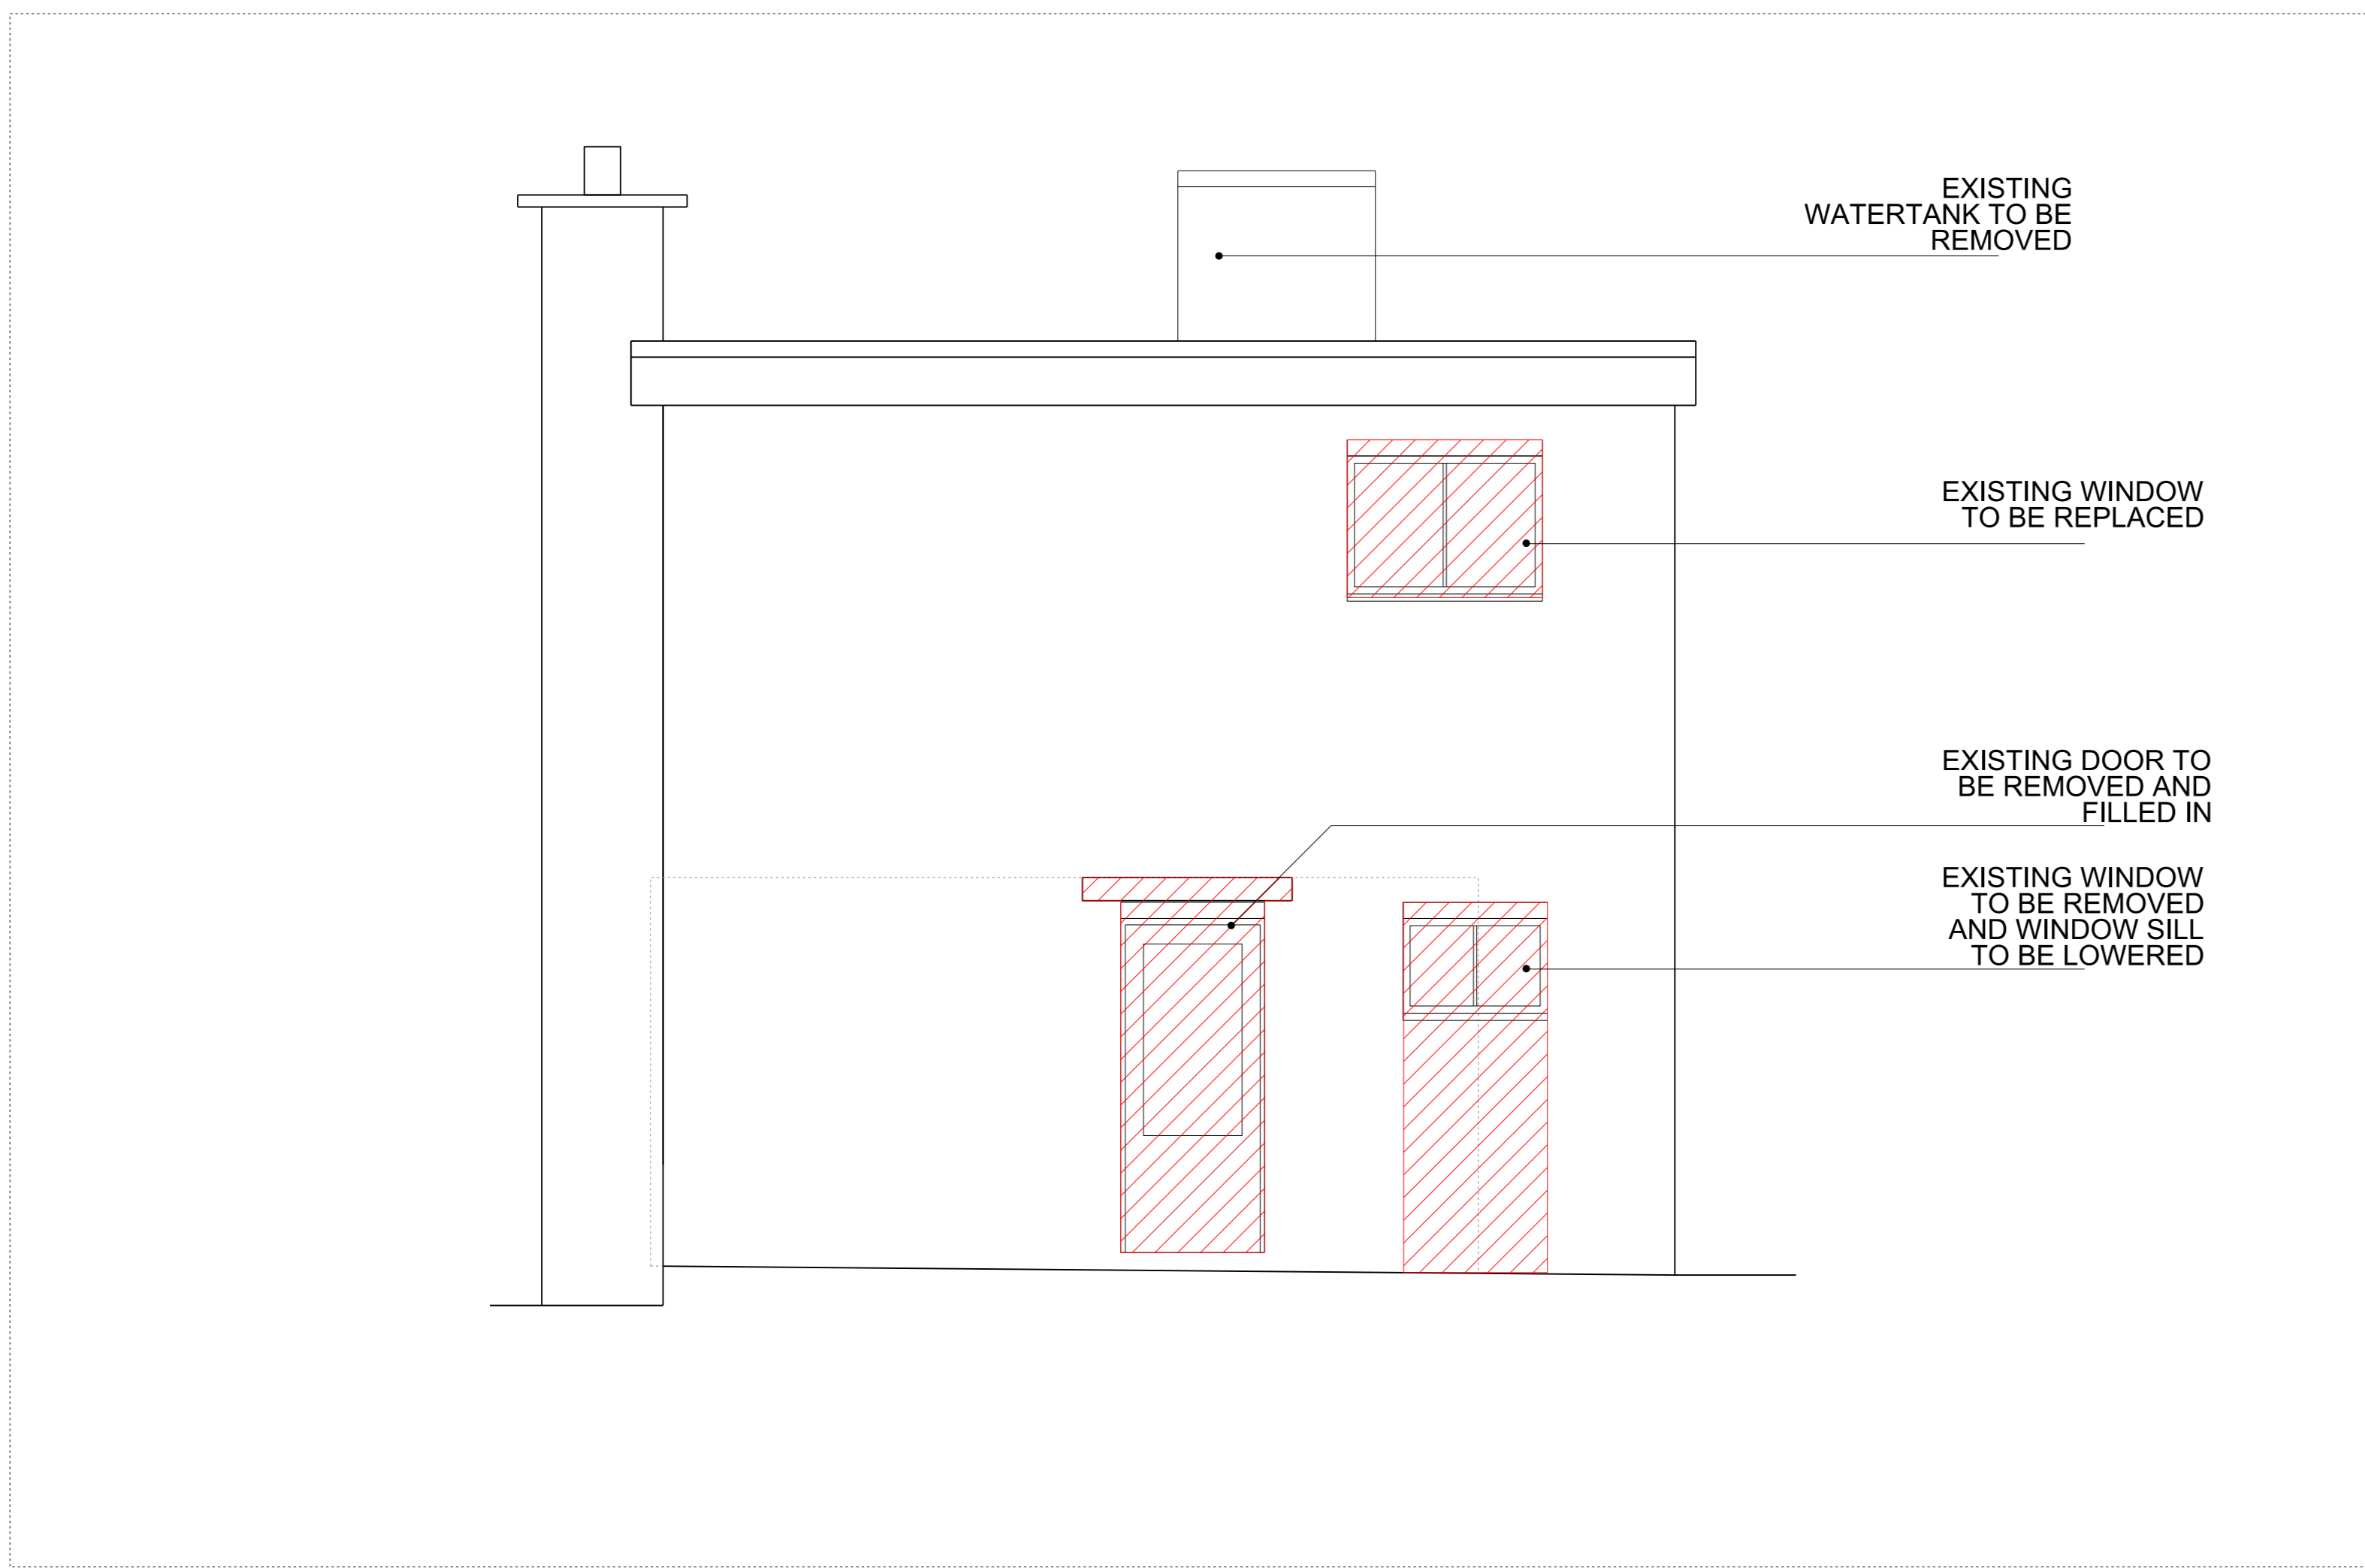 EXISTING
WATERTANK TO BE
REMOVED
EXISTING WINDOW
TO BE REPLACED
EXISTING DOOR TO
BE REMOVED AND
FILLED IN
EXISTING WINDOW
TO BE REMOVED
AND WINDOW SILL
TO BE LOWERED